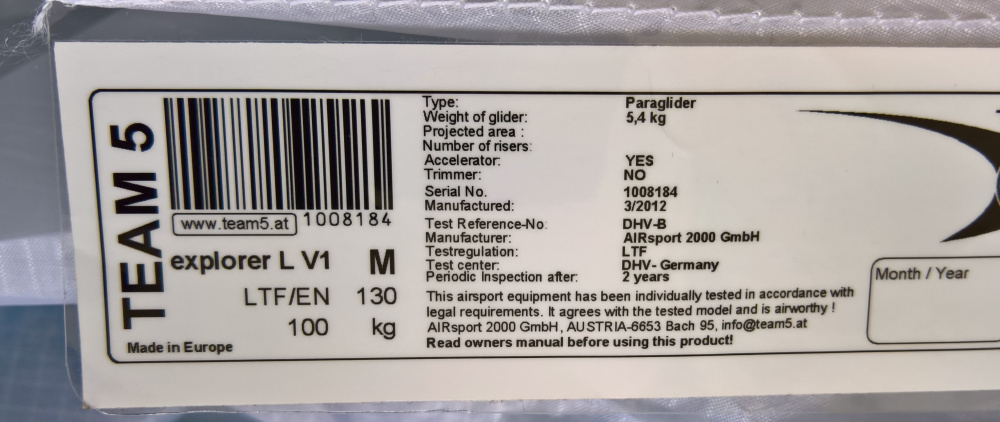 TEAM 5
www.team5.at 1008184
explorer L V1 M
LTF/EN 130
100 kg
Made in Europe
Type: Paraglider
Weight of glider: 5,4 kg
Projected area :
Number of risers:
Accelerator: YES
Trimmer: NO
Serial No. 1008184
Manufactured: 3/2012
Test Reference-No: DHV-B
Manufacturer: AIRsport 2000 GmbH
Testregulation: LTF
Test center: DHV- Germany
Periodic Inspection after: 2 years
This airsport equipment has been individually tested in accordance with
legal requirements. It agrees with the tested model and is airworthy !
AIRsport 2000 GmbH, AUSTRIA-6653 Bach 95, info@team5.at
Read owners manual before using this product!
Month / Year